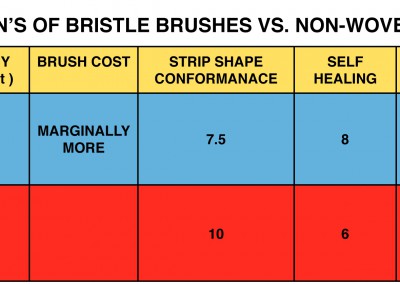 N'S OF BRISTLE BRUSHES VS. NON-WOVE
Y BRUSH COST STRIP SHAPE SELF
t ) CONFORMANACE HEALING
MARGINALLY 7.5 8
MORE
10 6